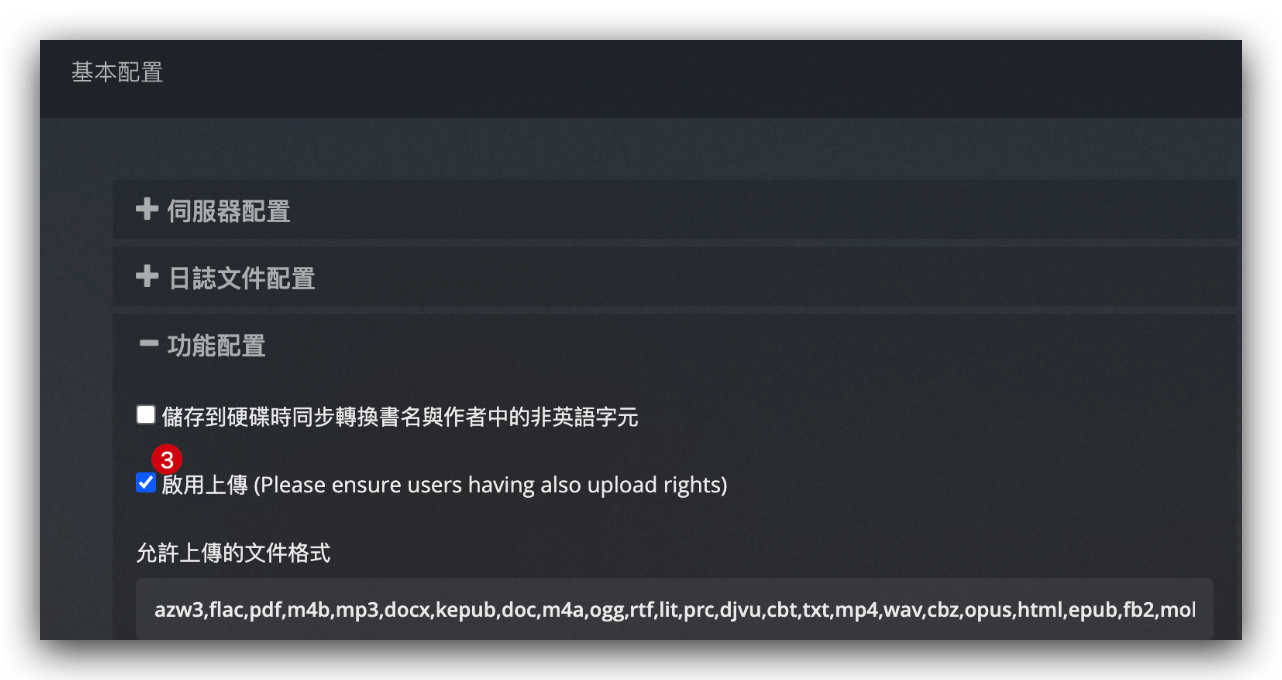 基本配置
伺服器配置
日誌文件配置
功能配置
儲存到硬碟時同步轉換書名與作者中的非英語字元
3
啟用上傳 (Please ensure users having also upload rights)
允許上傳的文件格式
azw3,flac,pdf,m4b,mp3,docx,kepub,doc,m4a,ogg,rtf,lit,prc,djvu,cbt,txt,mp4,wav,cbz,opus,html,epub,fb2,mol